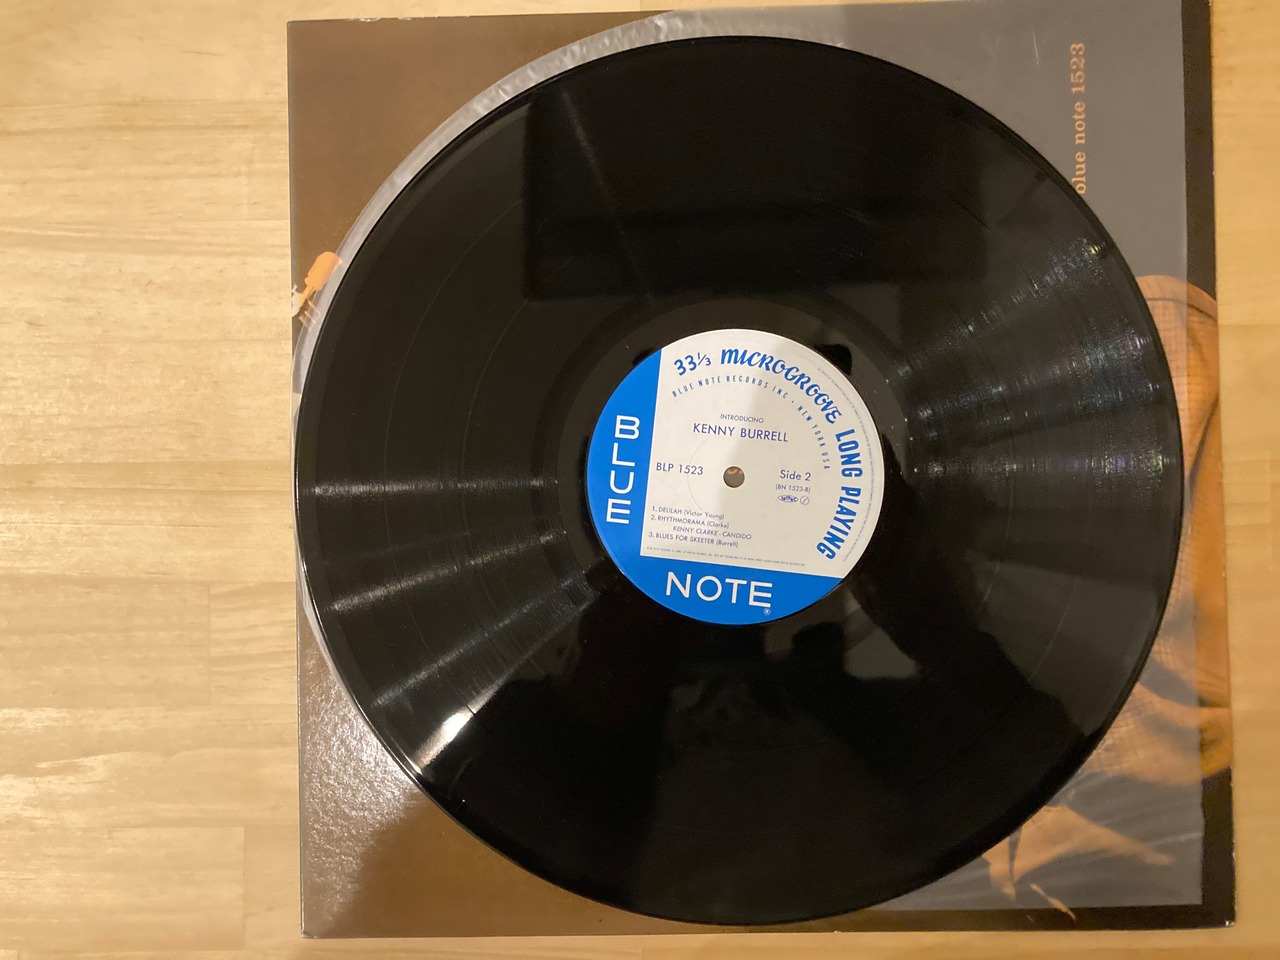 blue note 1523
33⅓ MICROGROOVE LONG PLAYING
BLUE NOTE RECORDS INC · NEW YORK USA
INTRODUCING
KENNY BURRELL
BLP 1523
Side 2
(BN 1523-B)
1. DELILAH (Victor Young)
2. RHYTHMORAMA (Clarke)
KENNY CLARKE - CANDIDO
3. BLUES FOR SKEETER (Burrell)
BLUE
NOTE
®